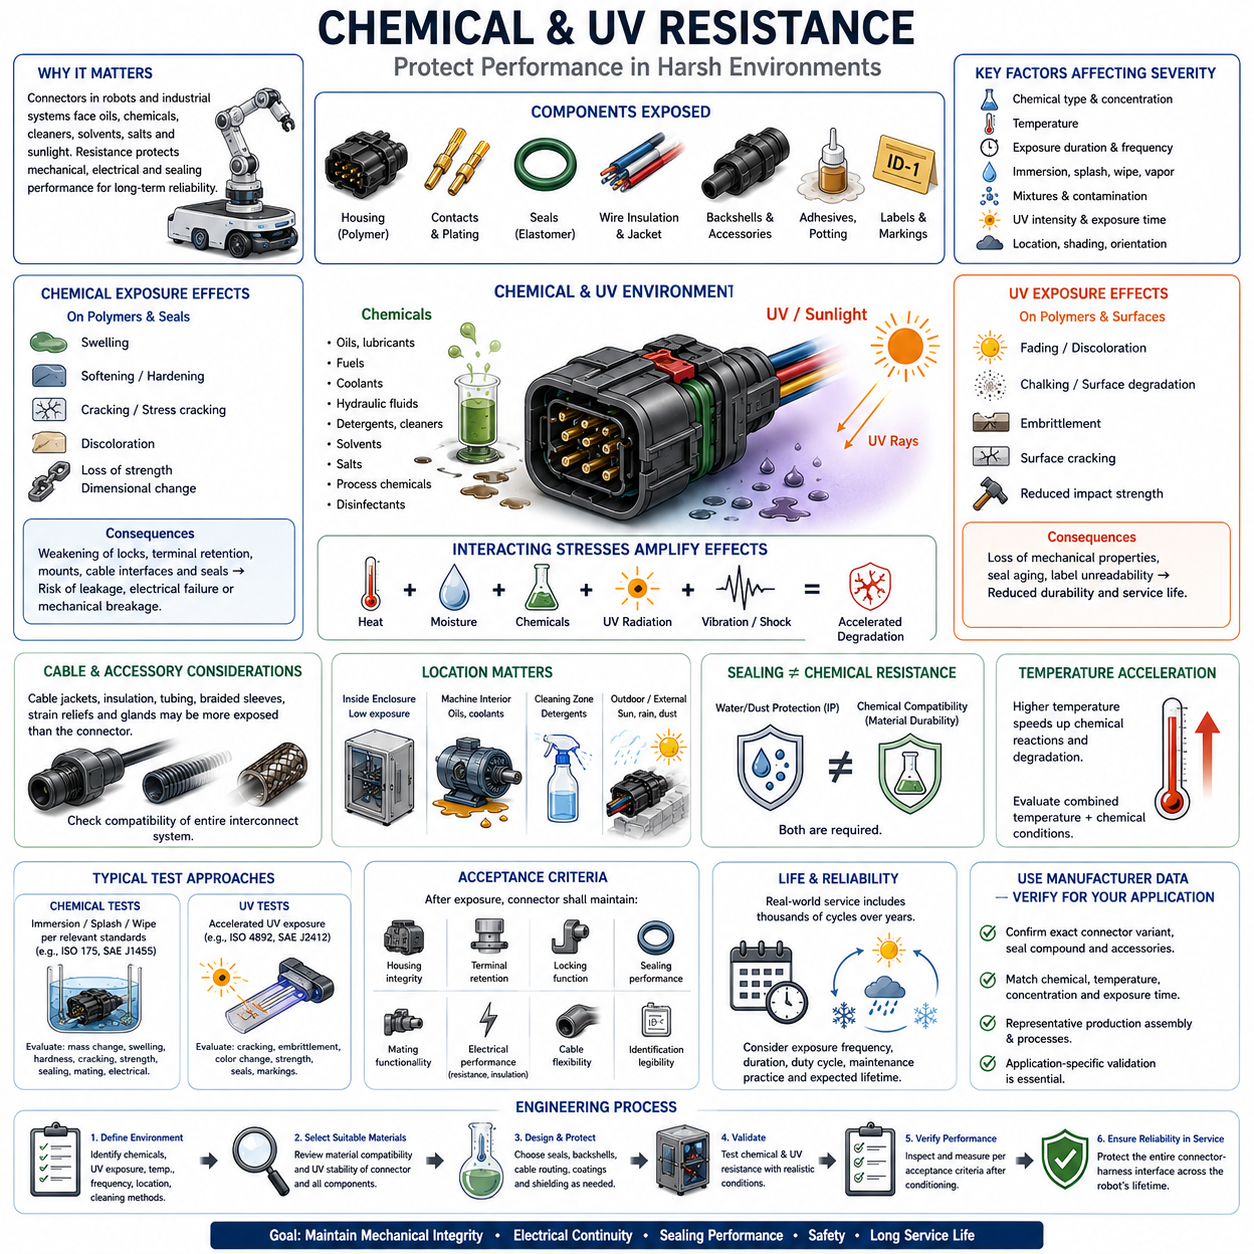 CHEMICAL & UV RESISTANCE
Protect Performance in Harsh Environments
WHY IT MATTERS
Connectors in robots and industrial
systems face oils, chemicals,
cleaners, solvents, salts and
sunlight. Resistance protects
mechanical, electrical and sealing
performance for long-term reliability.
COMPONENTS EXPOSED
ID-1
Housing
(Polymer)
Contacts
& Plating
Seals
(Elastomer)
Wire Insulation
& Jacket
Backshells &
Accessories
Adhesives,
Potting
Labels &
Markings
KEY FACTORS AFFECTING SEVERITY
Chemical type & concentration
Temperature
Exposure duration & frequency
Immersion, splash, wipe, vapor
Mixtures & contamination
UV intensity & exposure time
Location, shading, orientation
CHEMICAL EXPOSURE EFFECTS
On Polymers & Seals
Swelling
Softening / Hardening
Cracking / Stress cracking
Discoloration
Loss of strength
Dimensional change
Consequences
Weakening of locks, terminal retention,
mounts, cable interfaces and seals →
Risk of leakage, electrical failure or
mechanical breakage.
CHEMICAL & UV ENVIRONMENT
Chemicals
• Oils, lubricants
• Fuels
• Coolants
• Hydraulic fluids
• Detergents, cleaners
• Solvents
• Salts
• Process chemicals
• Disinfectants
UV / Sunlight
UV Rays
INTERACTING STRESSES AMPLIFY EFFECTS
Heat
+
Moisture
+
Chemicals
+
UV Radiation
+
Vibration / Shock
=
Accelerated
Degradation
UV EXPOSURE EFFECTS
On Polymers & Surfaces
Fading / Discoloration
Chalking / Surface degradation
Embrittlement
Surface cracking
Reduced impact strength
Consequences
Loss of mechanical properties,
seal aging, label unreadability →
Reduced durability and service life.
CABLE & ACCESSORY CONSIDERATIONS
Cable jackets, insulation, tubing, braided sleeves,
strain reliefs and glands may be more exposed
than the connector.
Check compatibility of entire interconnect
system.
LOCATION MATTERS
Inside Enclosure
Low exposure
Machine Interior
Oils, coolants
Cleaning Zone
Detergents
Outdoor / External
Sun, rain, dust
SEALING ≠ CHEMICAL RESISTANCE
Water/Dust Protection (IP)
≠
Chemical Compatibility
(Material Durability)
Both are required.
TEMPERATURE ACCELERATION
Higher temperature
speeds up chemical
reactions and
degradation.
Evaluate combined
temperature + chemical
conditions.
TYPICAL TEST APPROACHES
CHEMICAL TESTS
Immersion / Splash / Wipe
per relevant standards
(e.g., ISO 175, SAE J1455)
Evaluate: mass change, swelling,
hardness, cracking, strength,
sealing, mating, electrical.
UV TESTS
Accelerated UV exposure
(e.g., ISO 4892, SAE J2412)
Evaluate: cracking, embrittlement,
color change, strength,
seals, markings.
ACCEPTANCE CRITERIA
After exposure, connector shall maintain:
Housing
integrity
Terminal
retention
Locking
function
Sealing
performance
Mating
functionality
Electrical
performance
(resistance, insulation)
Cable
flexibility
Identification
legibility
LIFE & RELIABILITY
Real-world service includes
thousands of cycles over years.
Consider exposure frequency,
duration, duty cycle, maintenance
practice and expected lifetime.
USE MANUFACTURER DATA
— VERIFY FOR YOUR APPLICATION
Confirm exact connector variant,
seal compound and accessories.
Match chemical, temperature,
concentration and exposure time.
Representative production assembly
& processes.
Application-specific validation
is essential.
ENGINEERING PROCESS
1. Define Environment
Identify chemicals,
UV exposure, temp.,
frequency, location,
cleaning methods.
2. Select Suitable Materials
Review material compatibility
and UV stability of connector
and all components.
3. Design & Protect
Choose seals, backshells,
cable routing, coatings
and shielding as needed.
4. Validate
Test chemical & UV
resistance with realistic
conditions.
5. Verify Performance
Inspect and measure per
acceptance criteria after
conditioning.
6. Ensure Reliability in Service
Protect the entire connector-
harness interface across the
robot's lifetime.
Goal: Maintain Mechanical Integrity • Electrical Continuity • Sealing Performance • Safety • Long Service Life